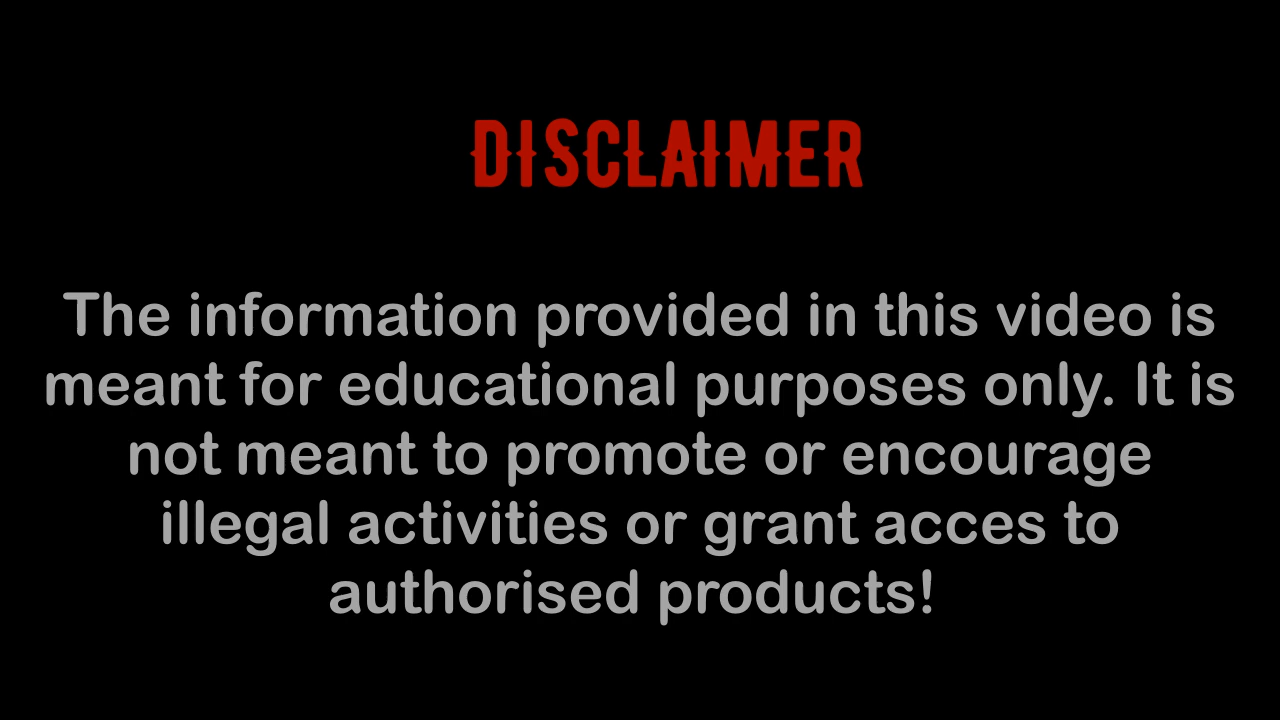 DISCLAIMER
The information provided in this video is
meant for educational purposes only. It is
not meant to promote or encourage
illegal activities or grant acces to
authorised products!